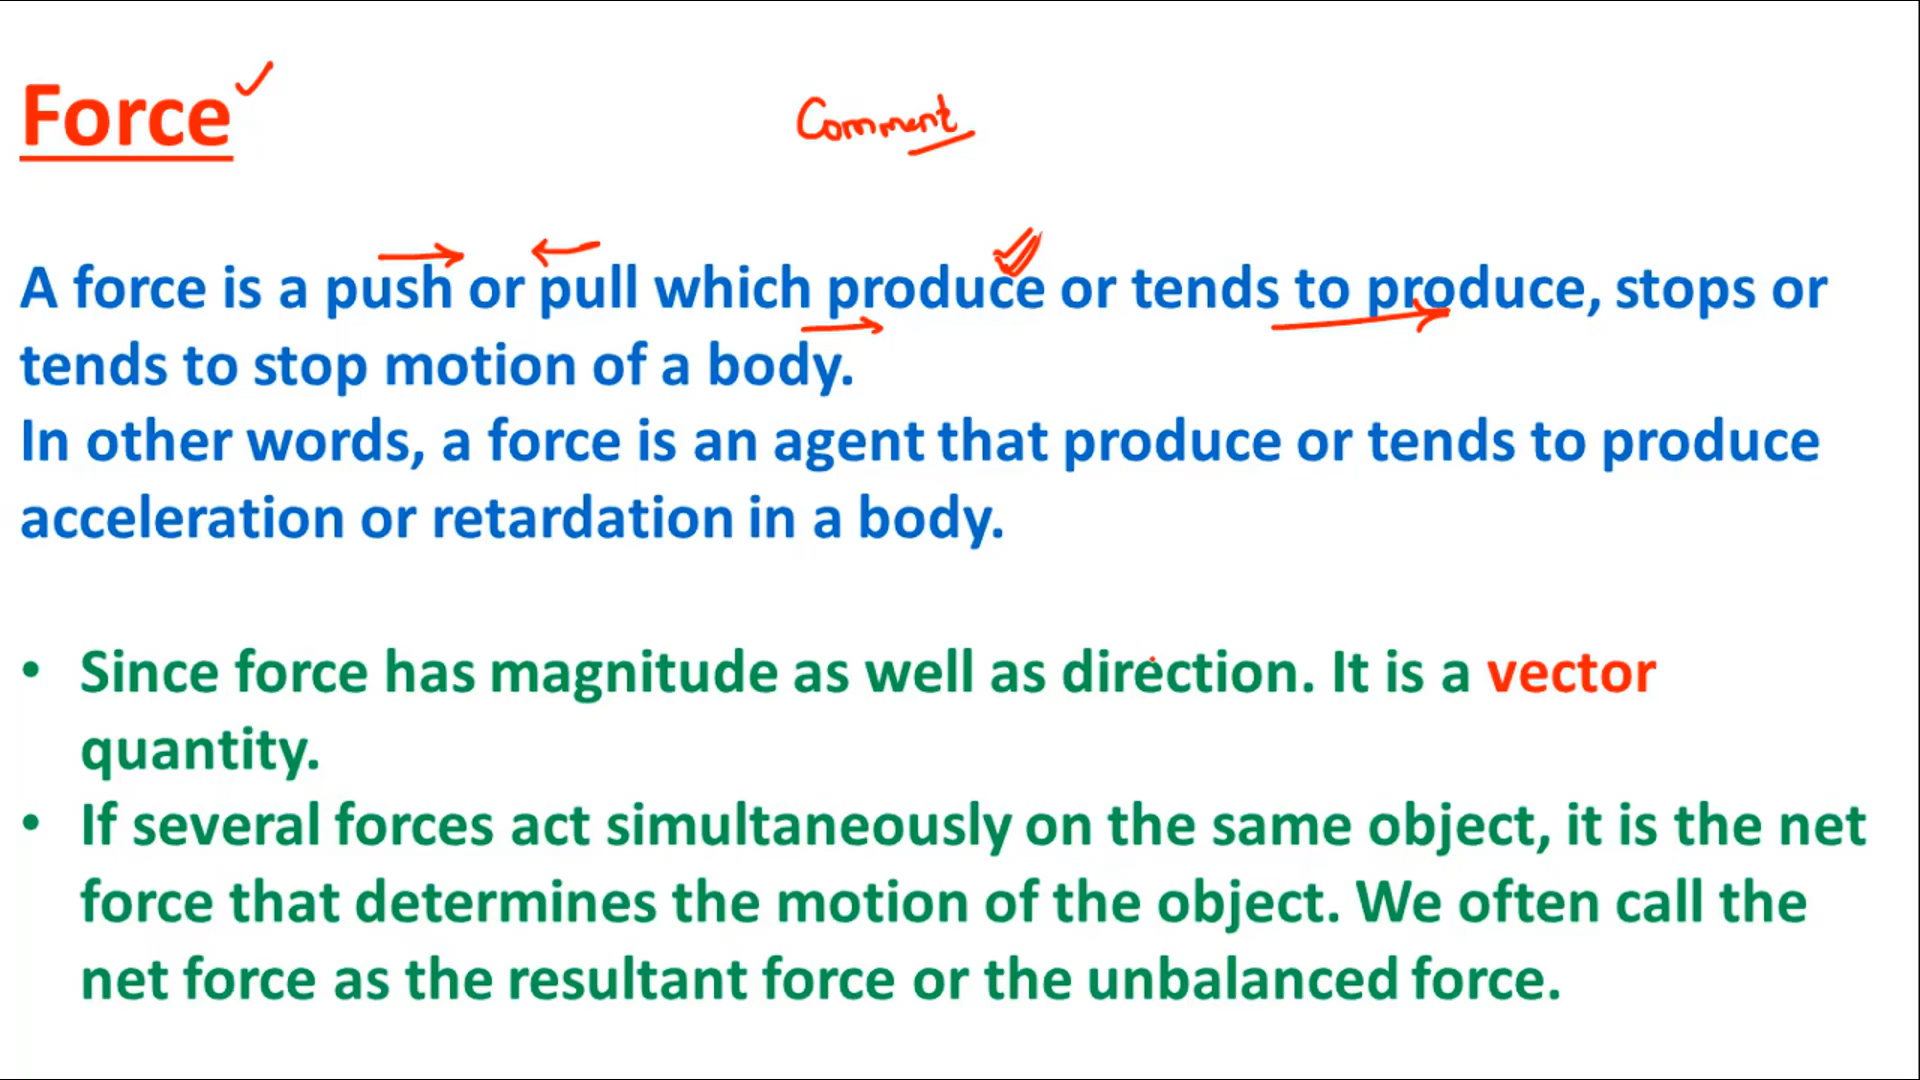 Force
Comment
A force is a push or pull which produce or tends to produce, stops or
tends to stop motion of a body.
In other words, a force is an agent that produce or tends to produce
acceleration or retardation in a body.
• Since force has magnitude as well as direction. It is a vector
quantity.
• If several forces act simultaneously on the same object, it is the net
force that determines the motion of the object. We often call the
net force as the resultant force or the unbalanced force.